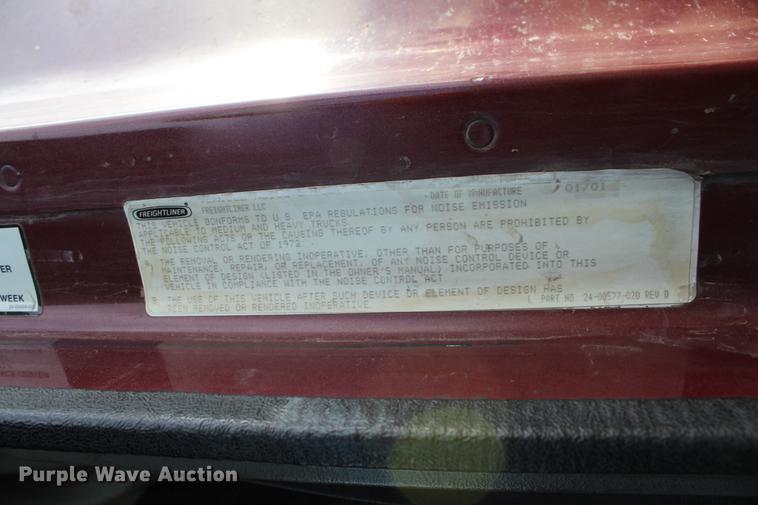 DATE OF MANUFACTURE 01/01
FREIGHTLINER FREIGHTLINER LLC
THIS VEHICLE CONFORMS TO U.S. EPA REGULATIONS FOR NOISE EMISSION
APPLICABLE TO MEDIUM AND HEAVY TRUCKS.
THE FOLLOWING ACTS OR THE CAUSING THEREOF BY ANY PERSON ARE PROHIBITED BY
THE NOISE CONTROL ACT OF 1972:
THE REMOVAL OR RENDERING INOPERATIVE, OTHER THAN FOR PURPOSES OF
MAINTENANCE, REPAIR, OR REPLACEMENT, OF ANY NOISE CONTROL DEVICE OR
ELEMENT OF DESIGN (LISTED IN THE OWNER'S MANUAL) INCORPORATED INTO THIS
VEHICLE IN COMPLIANCE WITH THE NOISE CONTROL ACT.
THE USE OF THIS VEHICLE AFTER SUCH DEVICE OR ELEMENT OF DESIGN HAS
BEEN REMOVED OR RENDERED INOPERATIVE.
PART NO. 24-00577-020 REV D
ER
WEEK
Purple Wave Auction